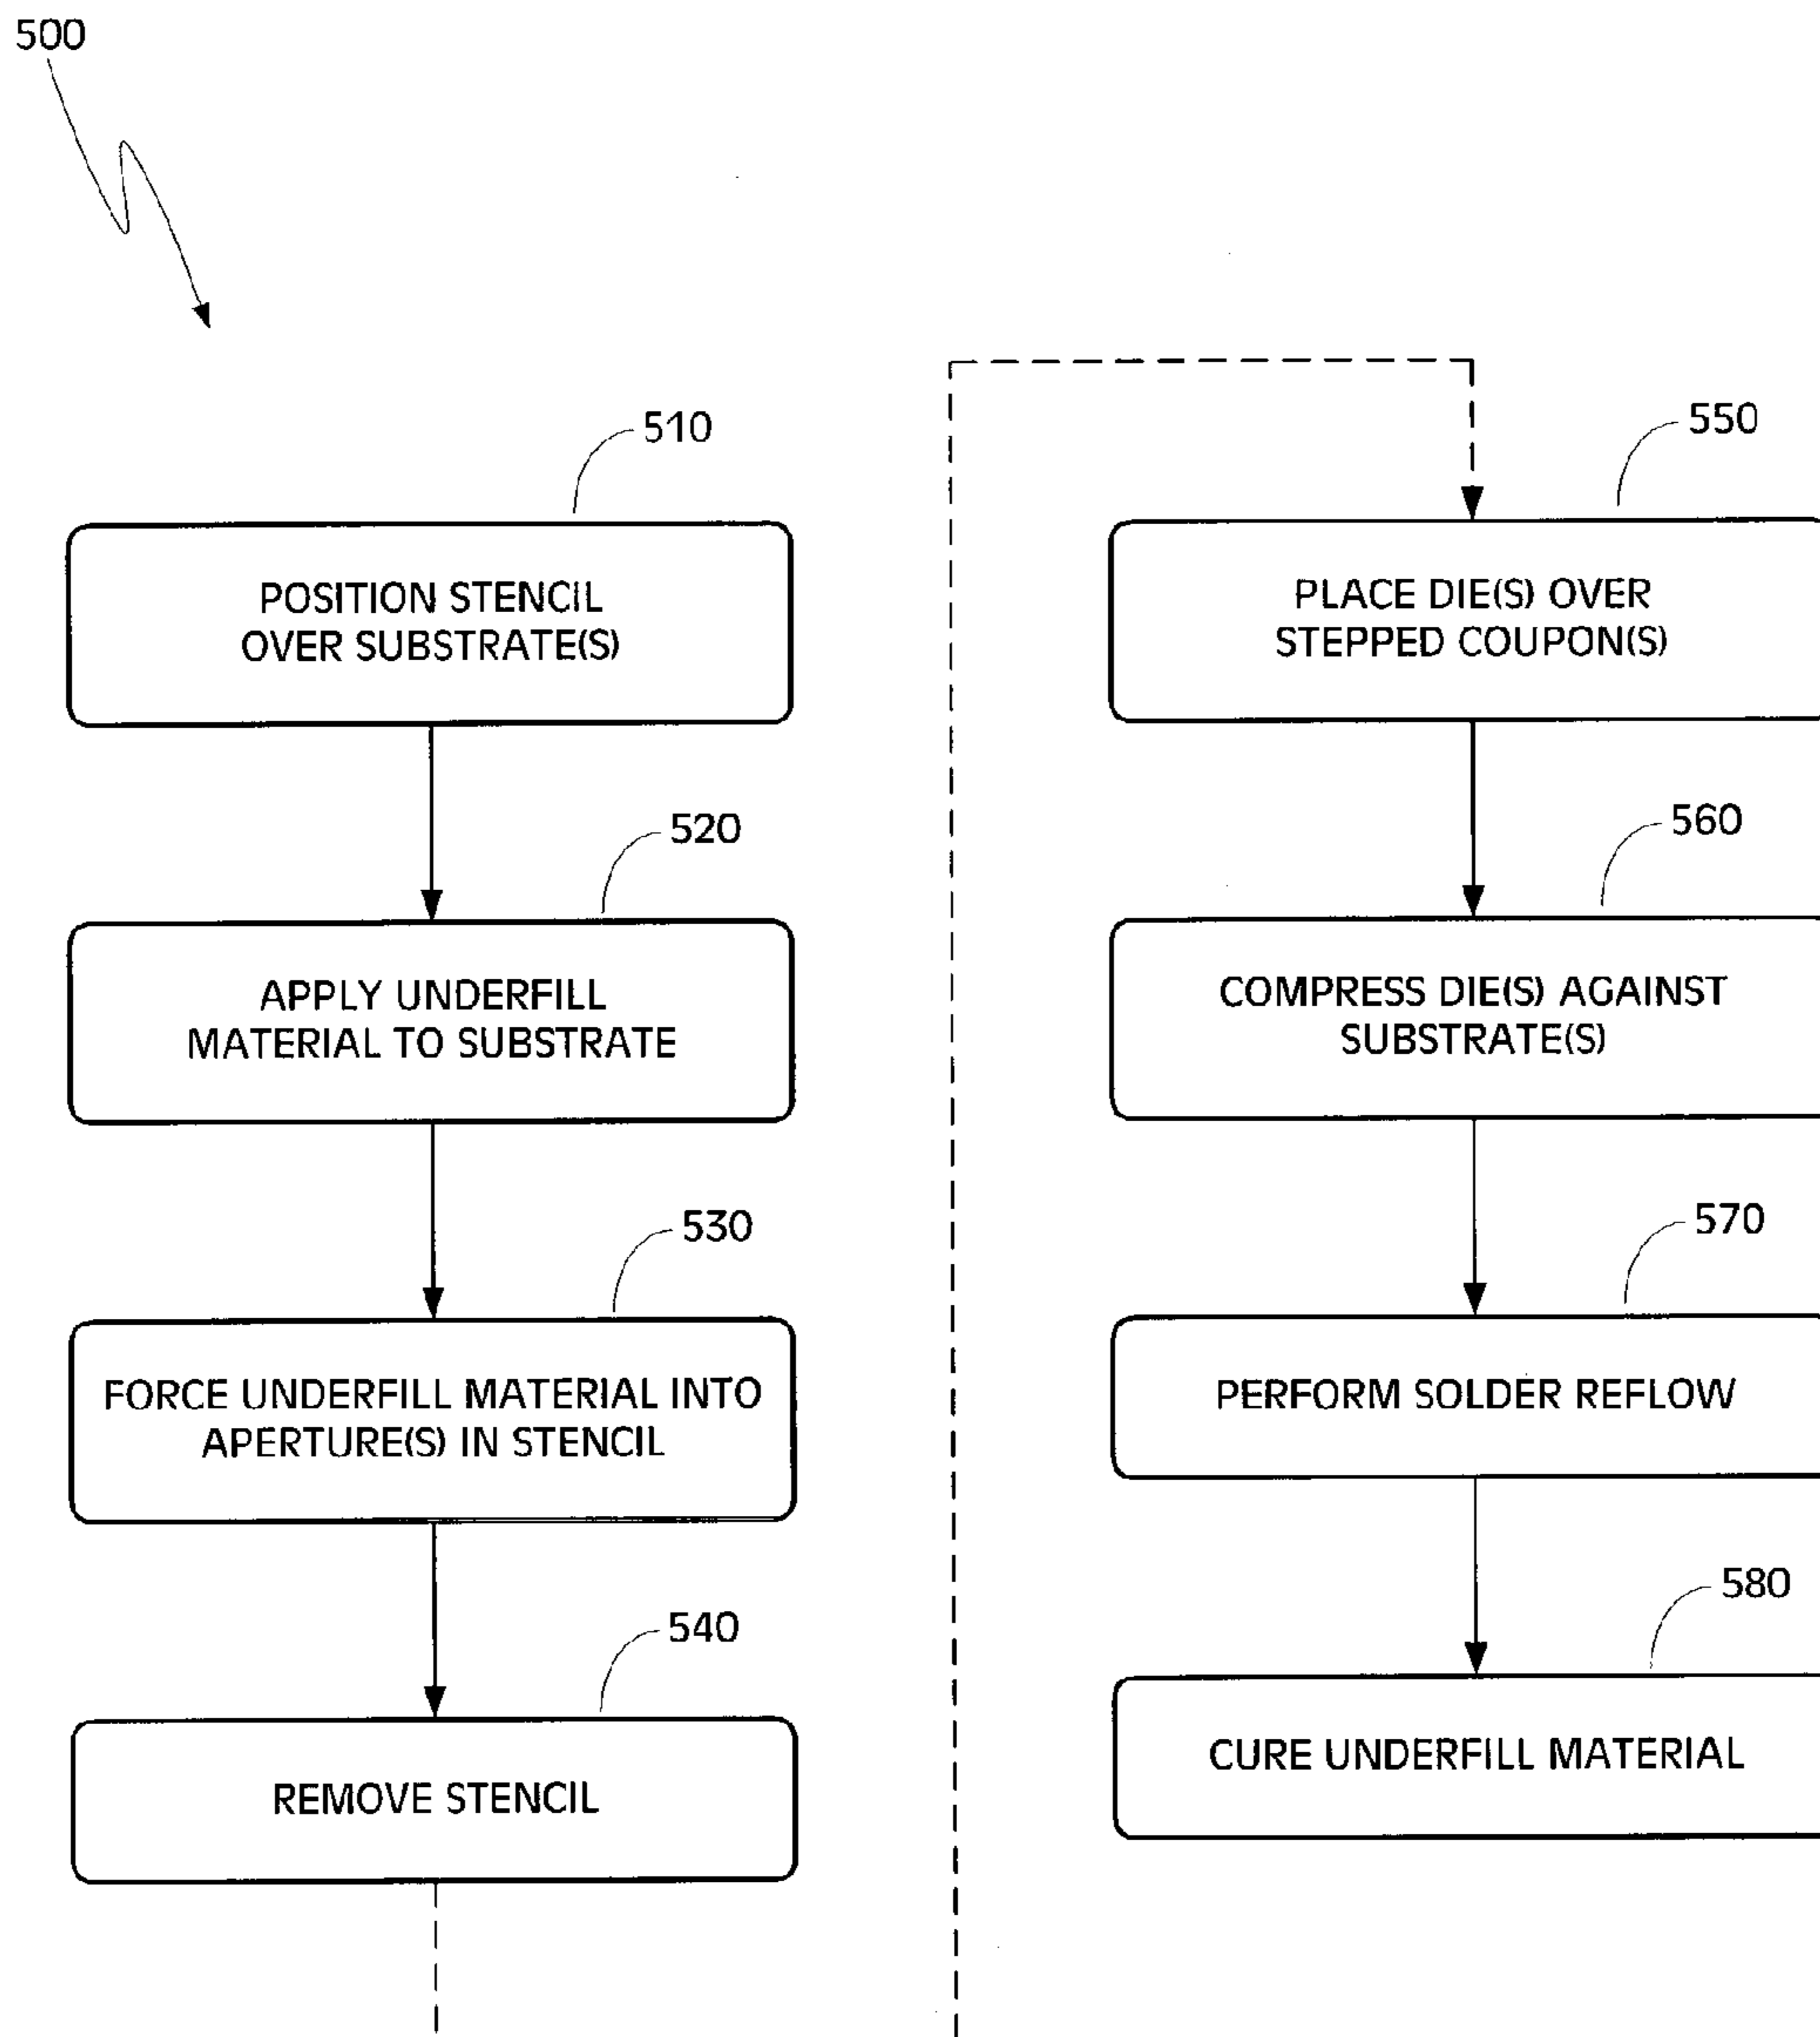 500
510
POSITION STENCIL
OVER SUBSTRATE(S)
520
APPLY UNDERFILL
MATERIAL TO SUBSTRATE
530
FORCE UNDERFILL MATERIAL INTO
APERTURE(S) IN STENCIL
540
REMOVE STENCIL
550
PLACE DIE(S) OVER
STEPPED COUPON(S)
560
COMPRESS DIE(S) AGAINST
SUBSTRATE(S)
570
PERFORM SOLDER REFLOW
580
CURE UNDERFILL MATERIAL